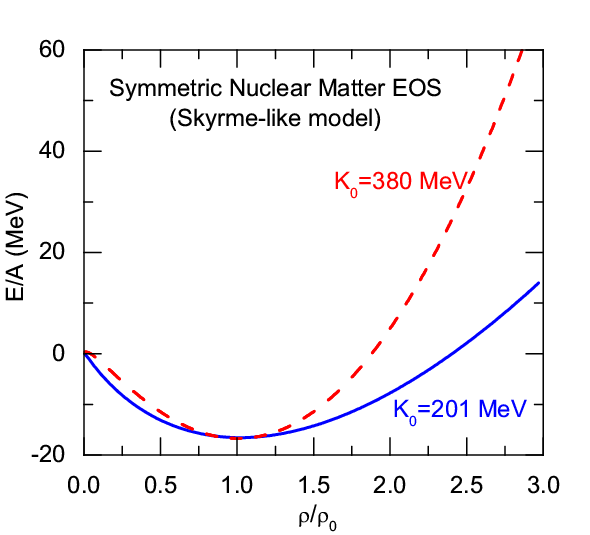 Symmetric Nuclear Matter EOS
(Skyrme-like model)
K₀=380 MeV
K₀=201 MeV
E/A (MeV)
60
40
20
0
-20
0.0 0.5 1.0 1.5 2.0 2.5 3.0
ρ/ρ₀